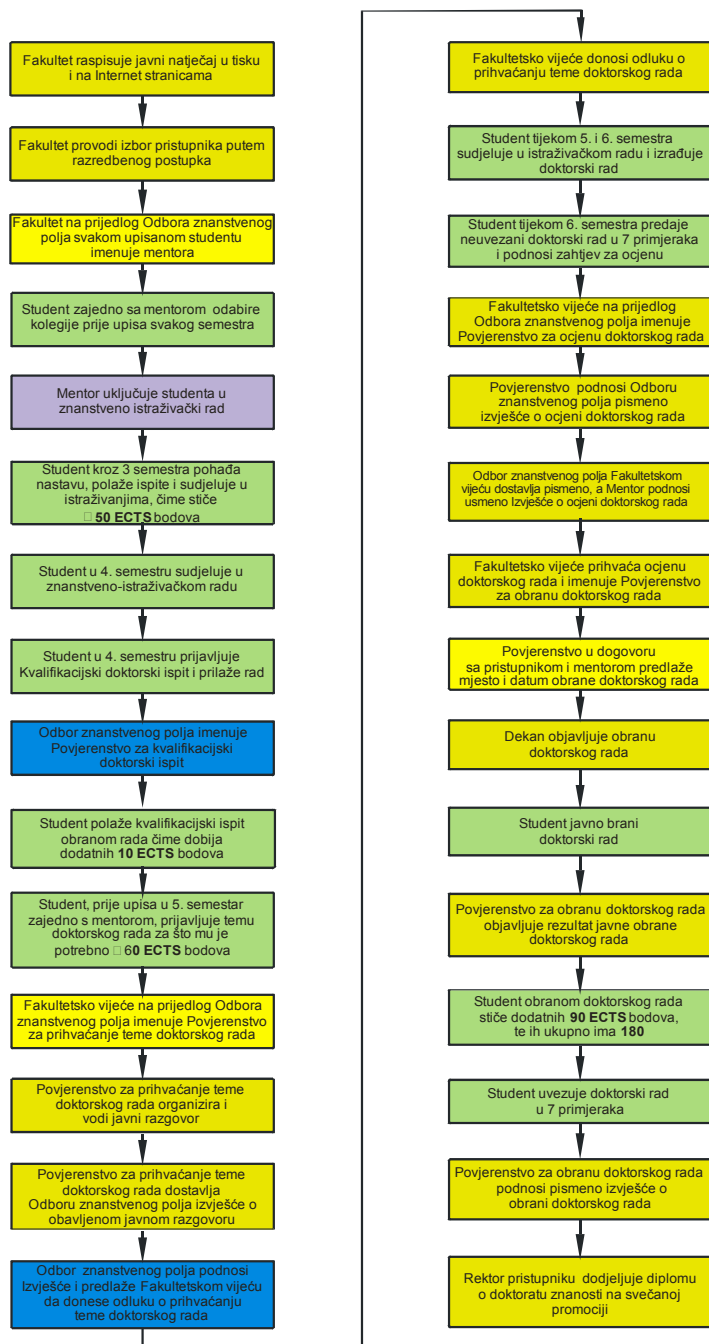 Fakultet raspisuje javni natječaj u tisku
i na Internet stranicama
Fakultet provodi izbor pristupnika putem
razredbenog postupka
Fakultet na prijedlog Odbora znanstvenog
polja svakom upisanom studentu
imenuje mentora
Student zajedno sa mentorom odabire
kolegije prije upisa svakog semestra
Mentor uključuje studenta u
znanstveno istraživački rad
Student kroz 3 semestra pohađa
nastavu, polaže ispite i sudjeluje u
istraživanjima, čime stiče
□ 50 ECTS bodova
Student u 4. semestru sudjeluje u
znanstveno-istraživačkom radu
Student u 4. semestru prijavljuje
Kvalifikacijski doktorski ispit i prilaže rad
Odbor znanstvenog polja imenuje
Povjerenstvo za kvalifikacijski
doktorski ispit
Student polaže kvalifikacijski ispit
obranom rada čime dobija
dodatnih 10 ECTS bodova
Student, prije upisa u 5. semestar
zajedno s mentorom, prijavljuje temu
doktorskog rada za što mu je
potrebno □ 60 ECTS bodova
Fakultetsko vijeće na prijedlog Odbora
znanstvenog polja imenuje Povjerenstvo
za prihvaćanje teme doktorskog rada
Povjerenstvo za prihvaćanje teme
doktorskog rada organizira i
vodi javni razgovor
Povjerenstvo za prihvaćanje teme
doktorskog rada dostavlja
Odboru znanstvenog polja izvješće o
obavljenom javnom razgovoru
Odbor znanstvenog polja podnosi
Izvješće i predlaže Fakultetskom vijeću
da donese odluku o prihvaćanju
teme doktorskog rada
Fakultetsko vijeće donosi odluku o
prihvaćanju teme doktorskog rada
Student tijekom 5. i 6. semestra
sudjeluje u istraživačkom radu i izrađuje
doktorski rad
Student tijekom 6. semestra predaje
neuvezani doktorski rad u 7 primjeraka
i podnosi zahtjev za ocjenu
Fakultetsko vijeće na prijedlog
Odbora znanstvenog polja imenuje
Povjerenstvo za ocjenu doktorskog rada
Povjerenstvo podnosi Odboru
znanstvenog polja pismeno
izvješće o ocjeni doktorskog rada
Odbor znanstvenog polja Fakultetskom
vijeću dostavlja pismeno, a Mentor podnosi
usmeno Izvješće o ocjeni doktorskog rada
Fakultetsko vijeće prihvaća ocjenu
doktorskog rada i imenuje Povjerenstvo
za obranu doktorskog rada
Povjerenstvo u dogovoru
sa pristupnikom i mentorom predlaže
mjesto i datum obrane doktorskog rada
Dekan objavljuje obranu
doktorskog rada
Student javno brani
doktorski rad
Povjerenstvo za obranu doktorskog rada
objavljuje rezultat javne obrane
doktorskog rada
Student obranom doktorskog rada
stiče dodatnih 90 ECTS bodova,
te ih ukupno ima 180
Student uvezuje doktorski rad
u 7 primjeraka
Povjerenstvo za obranu doktorskog rada
podnosi pismeno izvješće o
obrani doktorskog rada
Rektor pristupniku dodjeljuje diplomu
o doktoratu znanosti na svečanoj
promociji